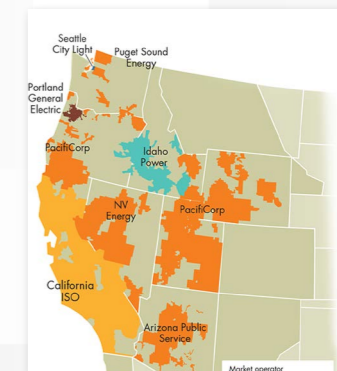 Seattle
City Light
Puget Sound
Energy
Portland
General
Electric
PacifiCorp
Idaho
Power
NV
Energy
PacifiCorp
California
ISO
Arizona Public
Service
Market operator